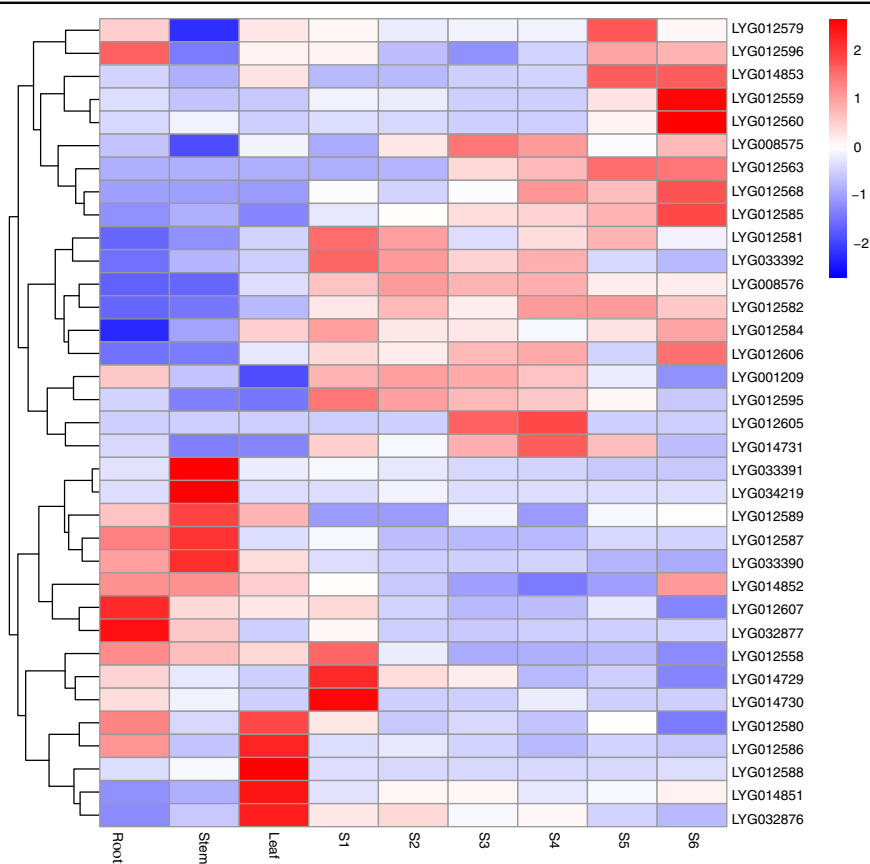 LYG012579
LYG012596
LYG014853
LYG012559
LYG012560
LYG008575
LYG012563
LYG012568
LYG012585
LYG012581
LYG033392
LYG008576
LYG012582
LYG012584
LYG012606
LYG001209
LYG012595
LYG012605
LYG014731
LYG033391
LYG034219
LYG012589
LYG012587
LYG033390
LYG014852
LYG012607
LYG032877
LYG012558
LYG014729
LYG014730
LYG012580
LYG012586
LYG012588
LYG014851
LYG032876
Root Stem Leaf S1 S2 S3 S4 S5 S6
2
1
0
−1
−2